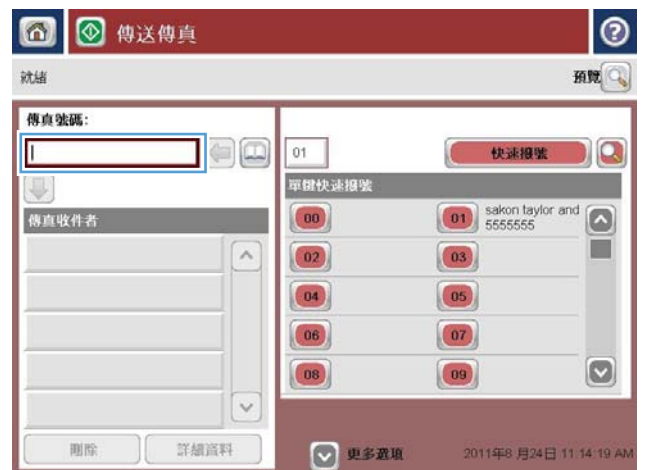 傳送傳真
?
就緒
預覽
傳真號碼:
01
快速撥號
單鍵快速撥號
傳真收件者
00
01
sakon taylor and
5555555
02
03
04
05
06
07
08
09
刪除
詳細資料
更多選項
2011年8 月24日 11:14:19 AM